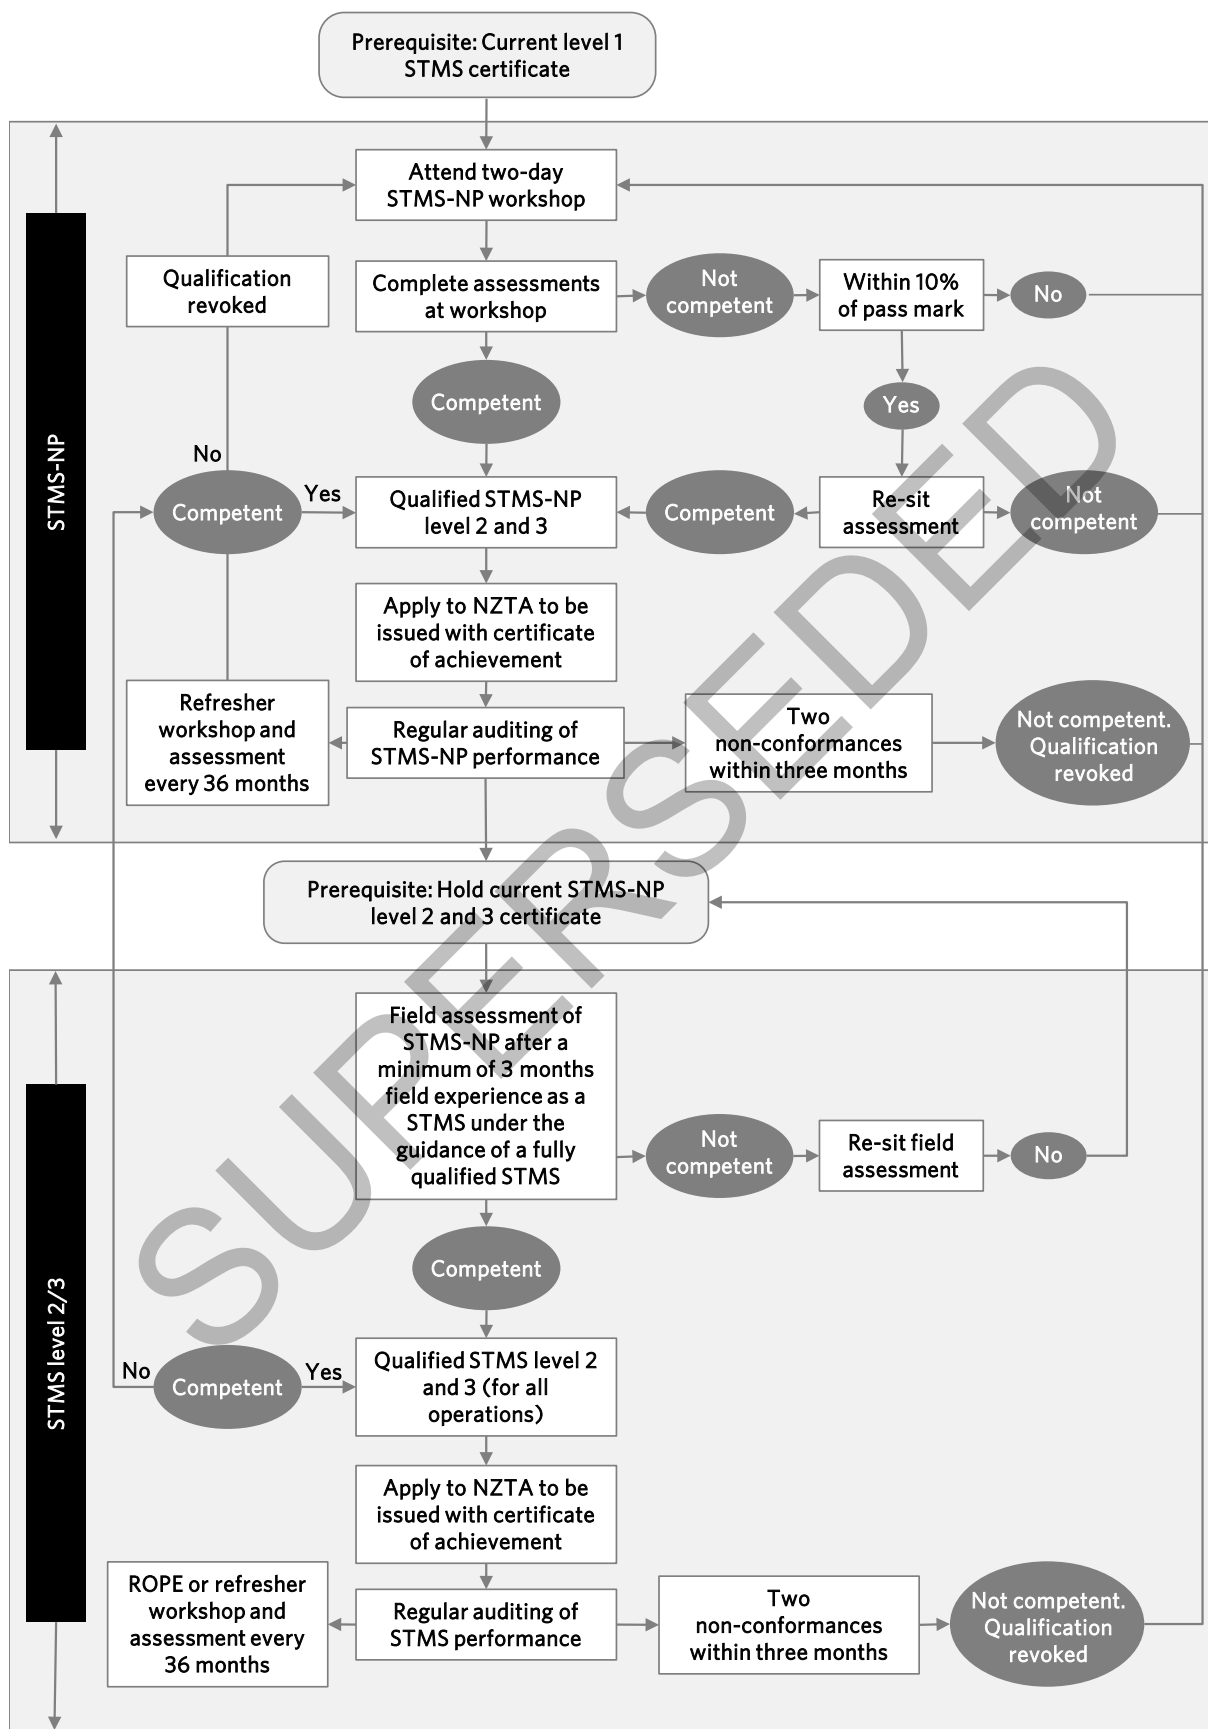 Prerequisite: Current level 1
STMS certificate
STMS-NP
Attend two-day
STMS-NP workshop
Qualification
revoked
Complete assessments
at workshop
Not
competent
Within 10%
of pass mark
No
Competent
Yes
No
Competent
Yes
Qualified STMS-NP
level 2 and 3
Competent
Re-sit
assessment
Not
competent
Apply to NZTA to be
issued with certificate
of achievement
Refresher
workshop and
assessment
every 36 months
Regular auditing of
STMS-NP performance
Two
non-conformances
within three months
Not competent.
Qualification
revoked
Prerequisite: Hold current STMS-NP
level 2 and 3 certificate
STMS level 2/3
Field assessment of
STMS-NP after a
minimum of 3 months
field experience as a
STMS under the
guidance of a fully
qualified STMS
Not
competent
Re-sit field
assessment
No
Competent
No
Competent
Yes
Qualified STMS level 2
and 3 (for all
operations)
Apply to NZTA to be
issued with certificate
of achievement
ROPE or refresher
workshop and
assessment every
36 months
Regular auditing of
STMS performance
Two
non-conformances
within three months
Not competent.
Qualification
revoked
SUPERSEDED